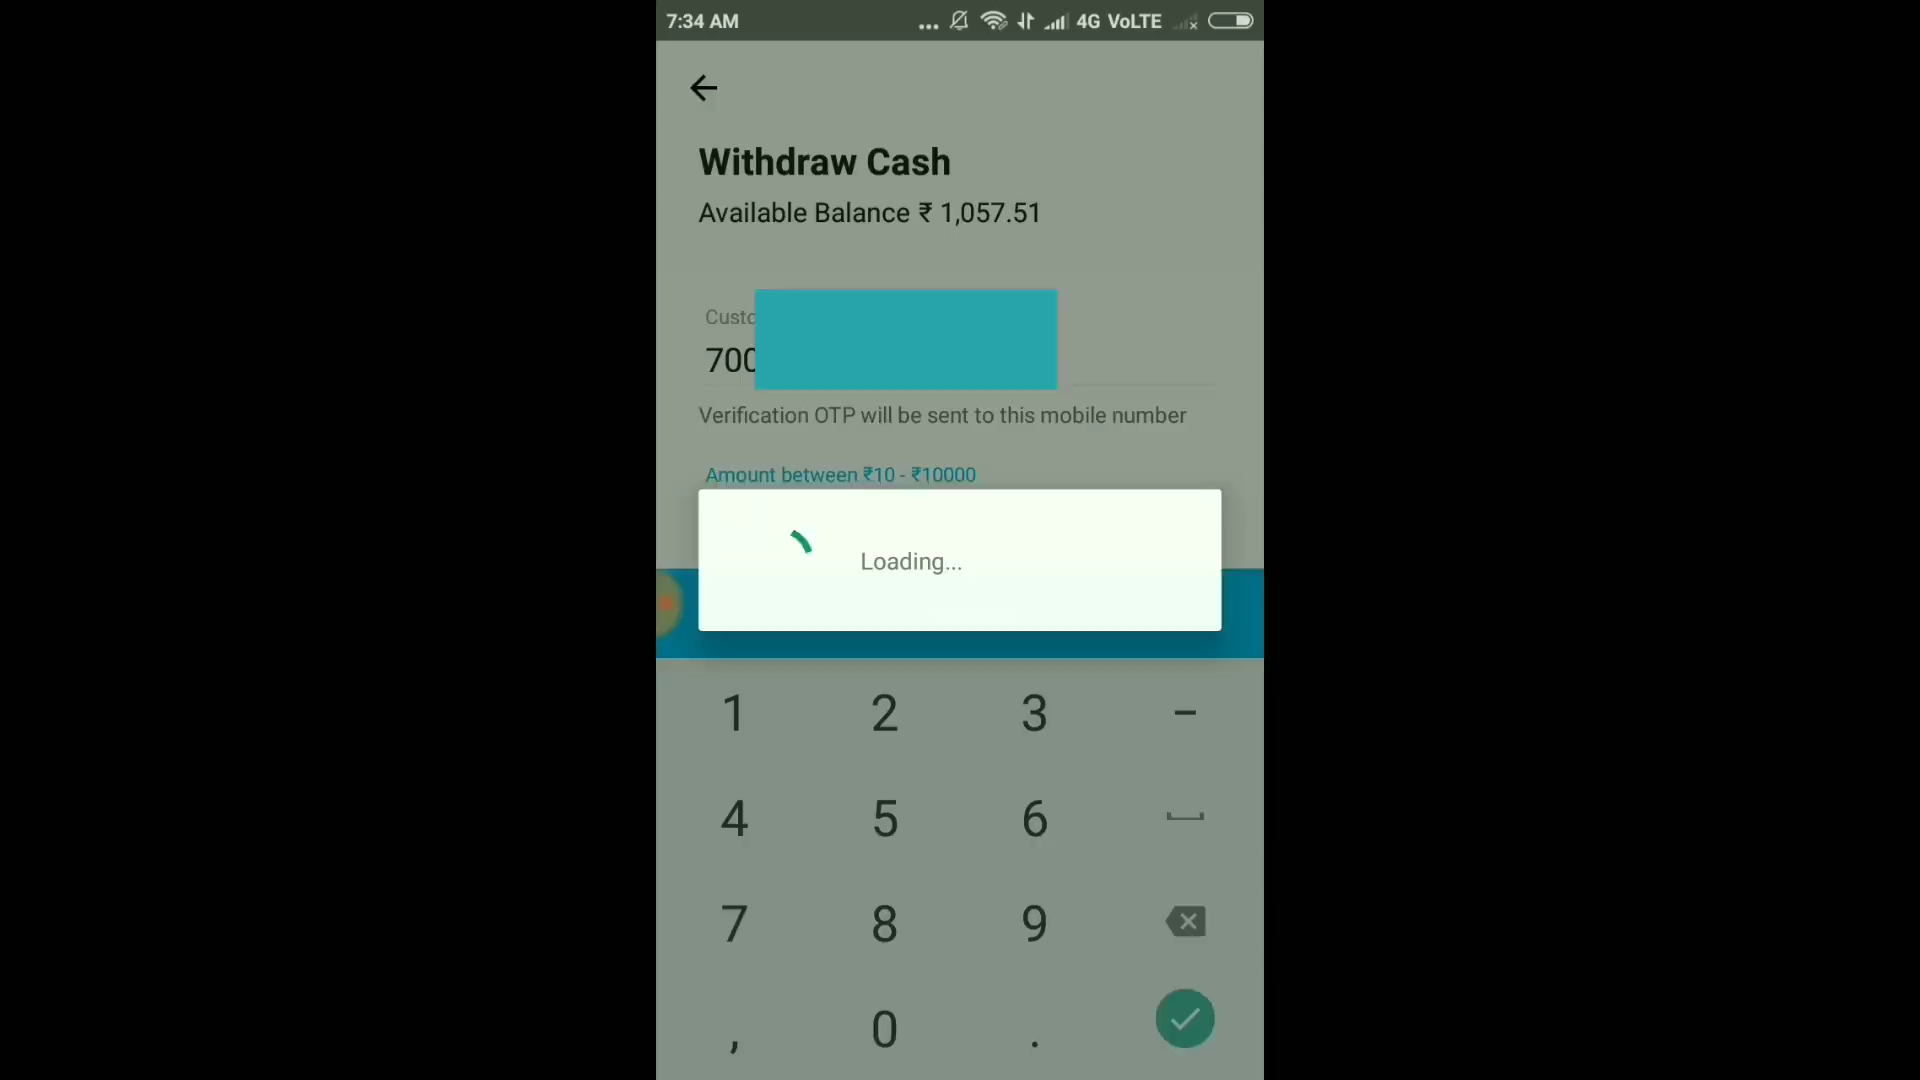 7:34 AM ... 4G VoLTE
Withdraw Cash
Available Balance ₹ 1,057.51
700
Verification OTP will be sent to this mobile number
Amount between ₹10 - ₹10000
Loading...
1 2 3 -
4 5 6
7 8 9
, 0 .